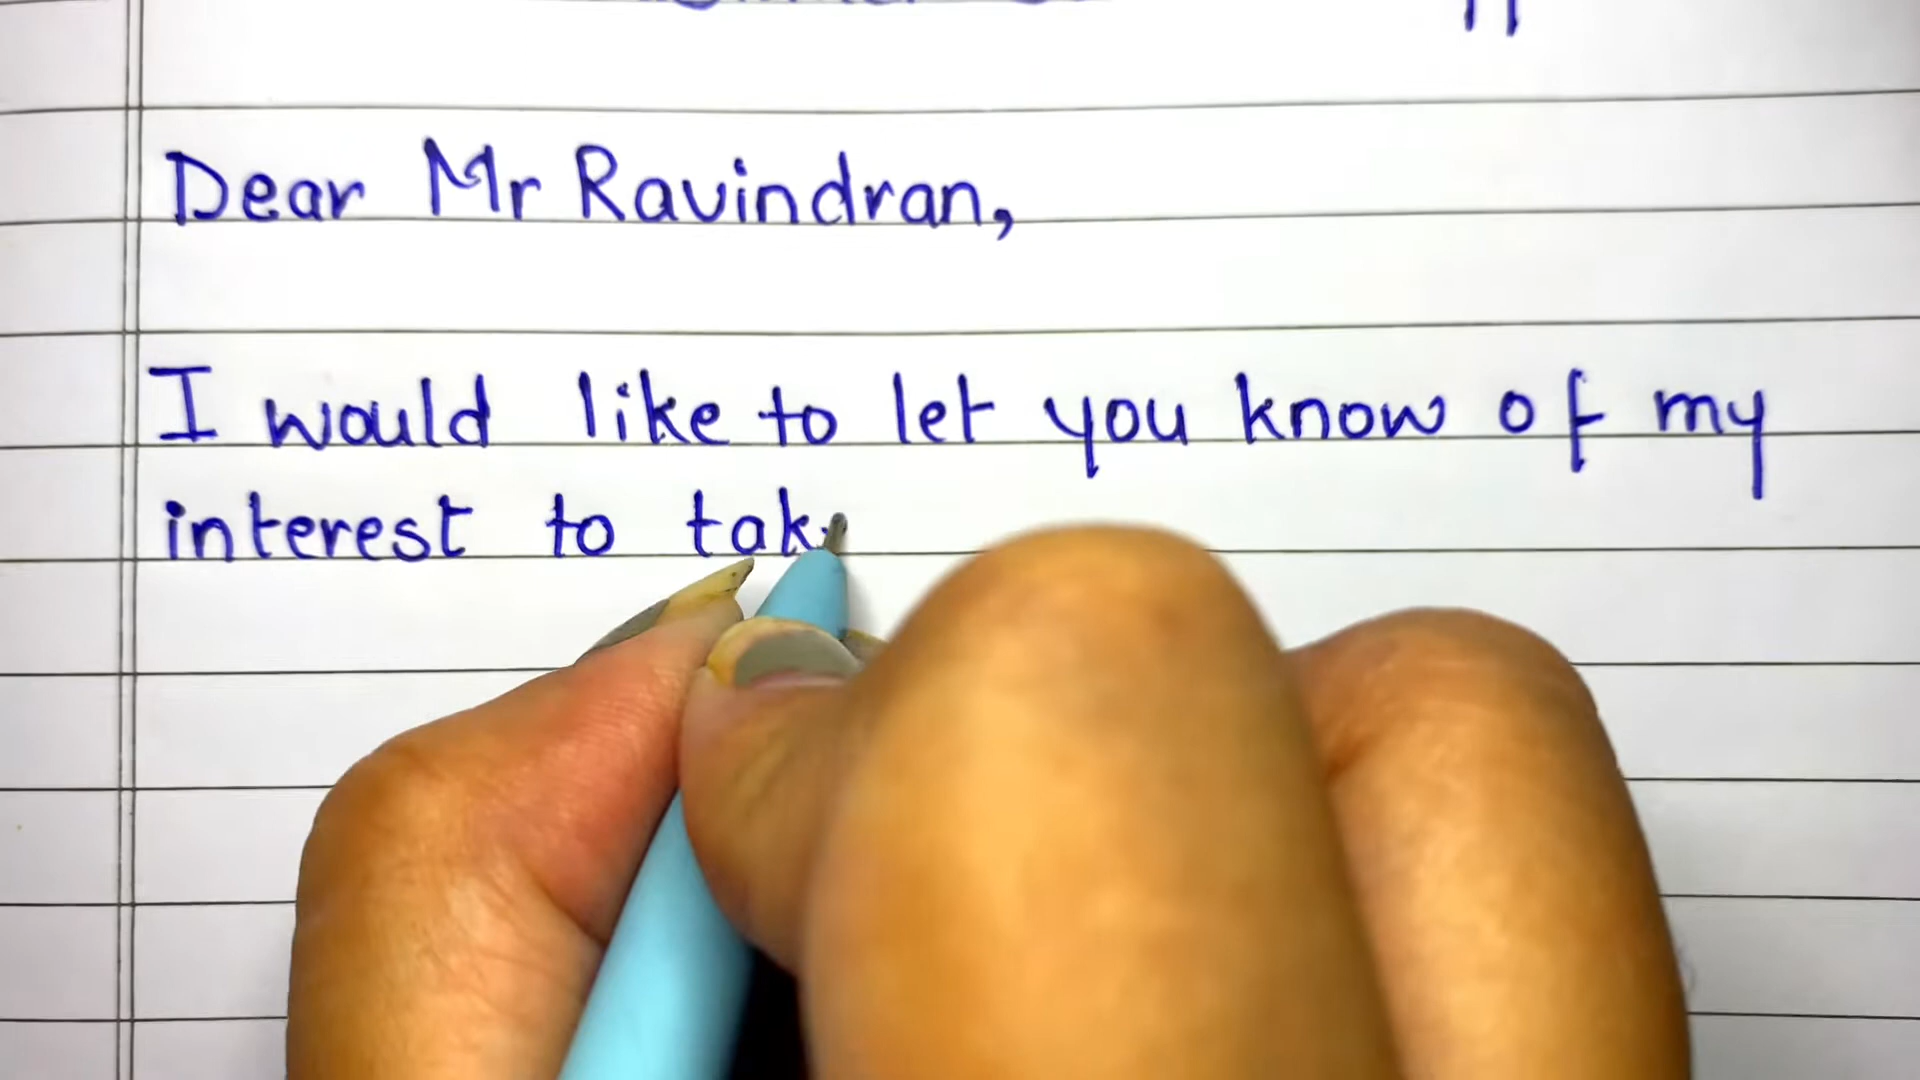 Dear Mr Ravindran,
I would like to let you know of my
interest to tak